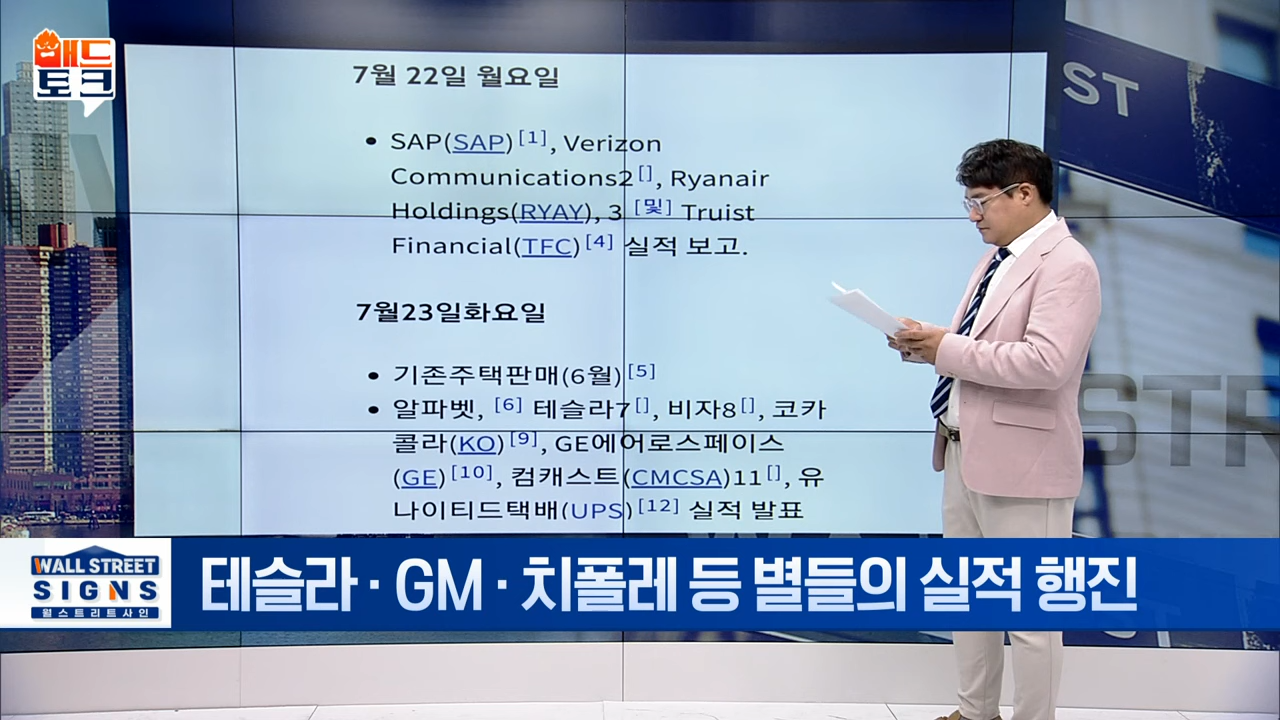 매드
토크
7월 22일 월요일
SAP(SAP)[1], Verizon
Communications2[], Ryanair
Holdings(RYAY), 3 [및] Truist
Financial(TFC)[4] 실적 보고.
7월23일화요일
기존주택판매(6월)[5]
알파벳, [6] 테슬라7[], 비자8[], 코카
콜라(KO)[9], GE에어로스페이스
(GE)[10], 컴캐스트(CMCSA)11[], 유
나이티드택배(UPS)[12] 실적 발표
ST
STR
WALL STREET
SIGNS
월스트리트사인
테슬라·GM·치폴레 등 별들의 실적 행진